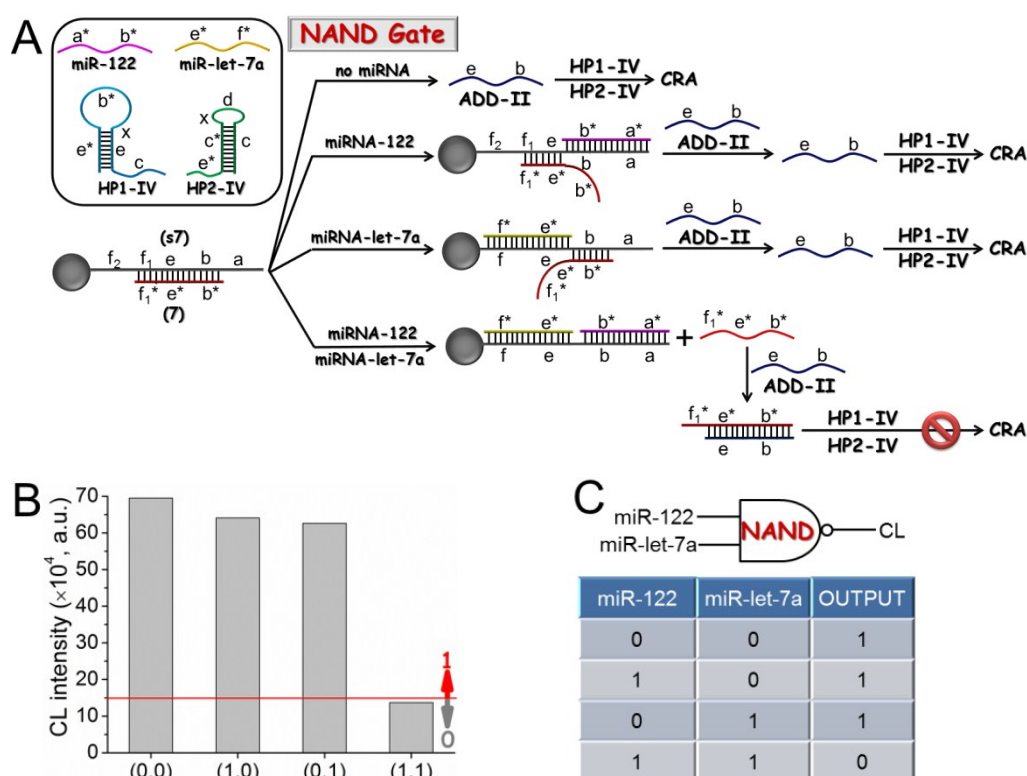 A
NAND Gate
a* b*
miR-122
e* f*
miR-let-7a
b*
x
e* e
c
HP1-IV
d
x
c* c
e*
HP2-IV
(s7)
f2 f1 e b a
f1* e* b*
(7)
no miRNA
e b
ADD-II
HP1-IV
HP2-IV
CRA
miRNA-122
b* a*
f2 f1 e
b a
f1* e*
b*
e b
ADD-II
e b
HP1-IV
HP2-IV
CRA
miRNA-let-7a
f* e*
b a
f e
e* b*
f1*
e b
ADD-II
e b
HP1-IV
HP2-IV
CRA
miRNA-122
miRNA-let-7a
f* e* b* a*
f e b a
+
f1* e* b*
e b
ADD-II
f1* e* b*
e b
HP1-IV
HP2-IV
CRA
B
CL intensity (×10^4, a.u.)
70
60
50
40
30
20
10
0
1
0
(0,0) (1,0) (0,1) (1,1)
C
miR-122
miR-let-7a
NAND
CL
miR-122 miR-let-7a OUTPUT
0 0 1
1 0 1
0 1 1
1 1 0